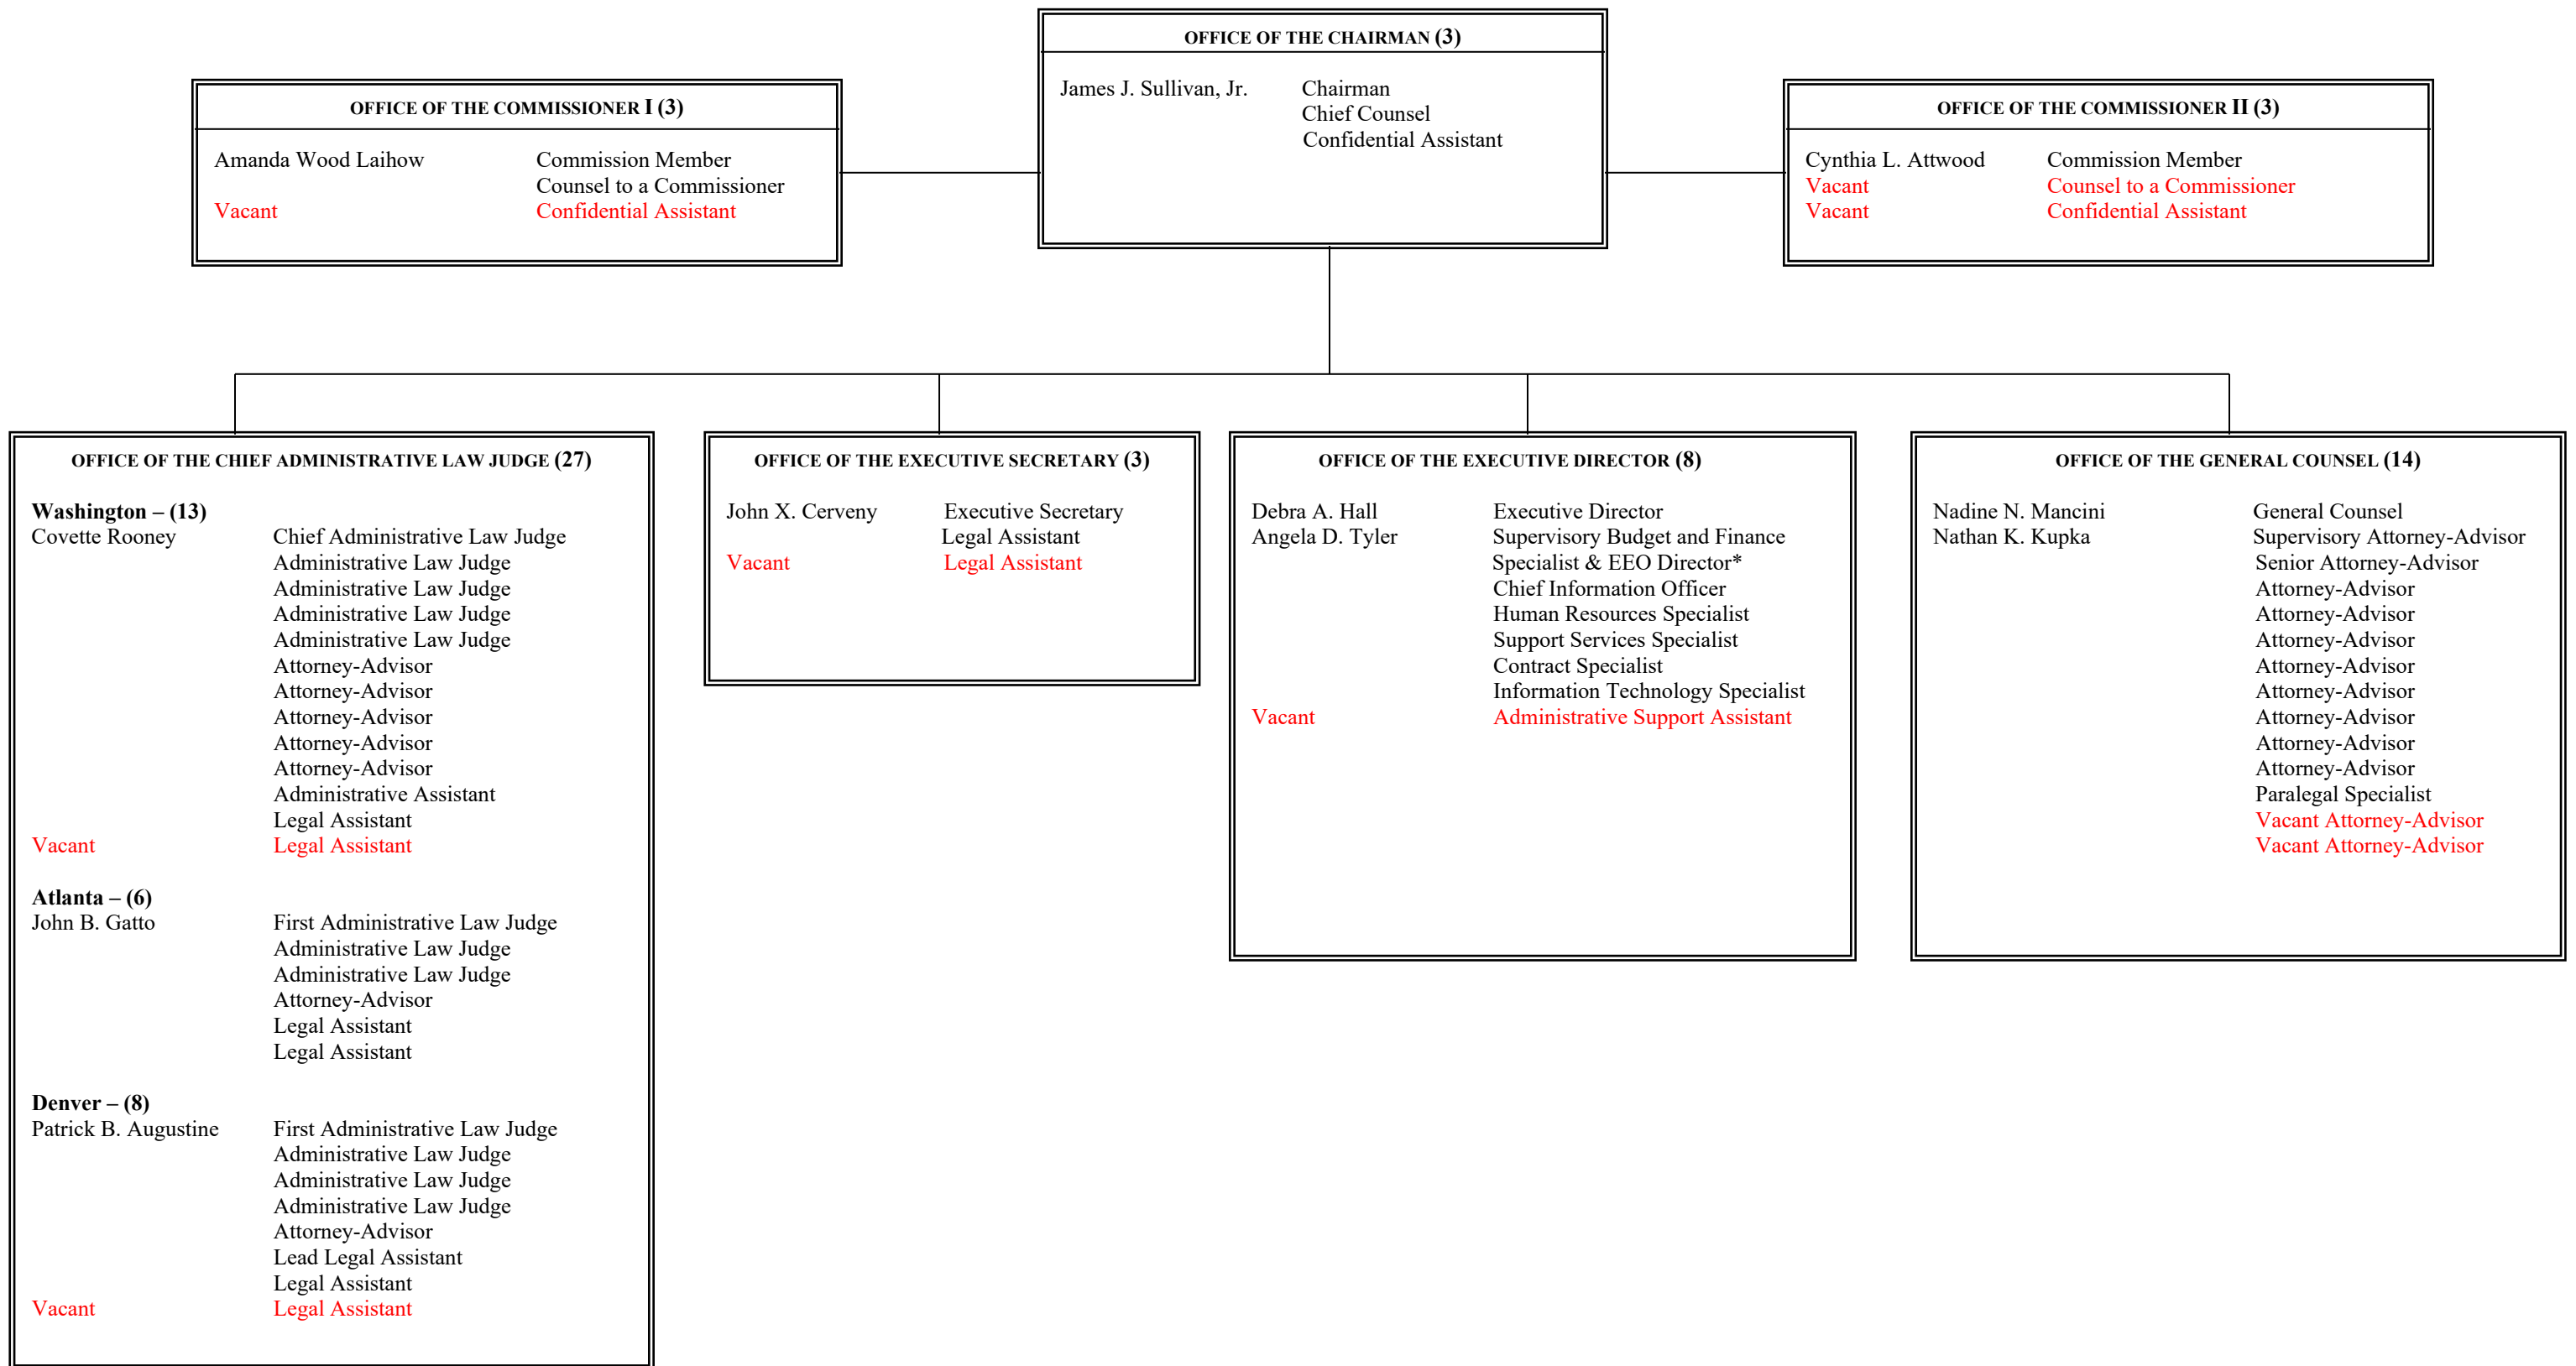 OFFICE OF THE CHAIRMAN (3)
James J. Sullivan, Jr. Chairman
Chief Counsel
Confidential Assistant
OFFICE OF THE COMMISSIONER I (3)
Amanda Wood Laihow Commission Member
Counsel to a Commissioner
Vacant Confidential Assistant
OFFICE OF THE COMMISSIONER II (3)
Cynthia L. Attwood Commission Member
Vacant Counsel to a Commissioner
Vacant Confidential Assistant
OFFICE OF THE CHIEF ADMINISTRATIVE LAW JUDGE (27)
Washington – (13)
Covette Rooney Chief Administrative Law Judge
Administrative Law Judge
Administrative Law Judge
Administrative Law Judge
Administrative Law Judge
Attorney-Advisor
Attorney-Advisor
Attorney-Advisor
Attorney-Advisor
Attorney-Advisor
Administrative Assistant
Legal Assistant
Vacant Legal Assistant
Atlanta – (6)
John B. Gatto First Administrative Law Judge
Administrative Law Judge
Administrative Law Judge
Attorney-Advisor
Legal Assistant
Legal Assistant
Denver – (8)
Patrick B. Augustine First Administrative Law Judge
Administrative Law Judge
Administrative Law Judge
Administrative Law Judge
Attorney-Advisor
Lead Legal Assistant
Legal Assistant
Vacant Legal Assistant
OFFICE OF THE EXECUTIVE SECRETARY (3)
John X. Cerveny Executive Secretary
Legal Assistant
Vacant Legal Assistant
OFFICE OF THE EXECUTIVE DIRECTOR (8)
Debra A. Hall Executive Director
Angela D. Tyler Supervisory Budget and Finance
Specialist & EEO Director*
Chief Information Officer
Human Resources Specialist
Support Services Specialist
Contract Specialist
Information Technology Specialist
Vacant Administrative Support Assistant
OFFICE OF THE GENERAL COUNSEL (14)
Nadine N. Mancini General Counsel
Nathan K. Kupka Supervisory Attorney-Advisor
Senior Attorney-Advisor
Attorney-Advisor
Attorney-Advisor
Attorney-Advisor
Attorney-Advisor
Attorney-Advisor
Attorney-Advisor
Attorney-Advisor
Attorney-Advisor
Paralegal Specialist
Vacant Attorney-Advisor
Vacant Attorney-Advisor